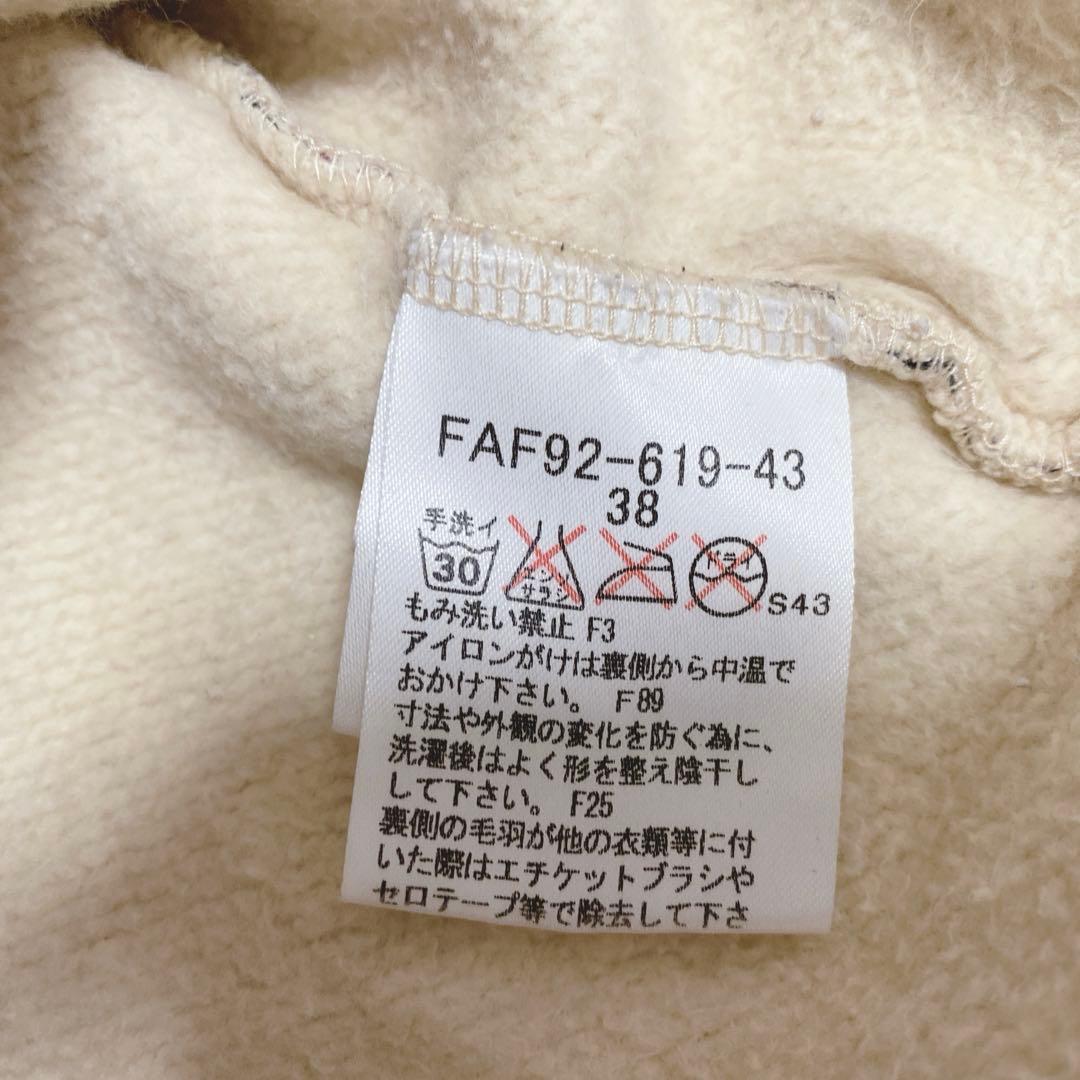 FAF92-619-43
38
手洗イ
30
エンソ
サラシ
ドライ
S43
もみ洗い禁止 F3
アイロンがけは裏側から中温で
おかけ下さい。 F89
寸法や外観の変化を防ぐ為に、
洗濯後はよく形を整え陰干し
して下さい。 F25
裏側の毛羽が他の衣類等に付
いた際はエチケットブラシや
セロテープ等で除去して下さ